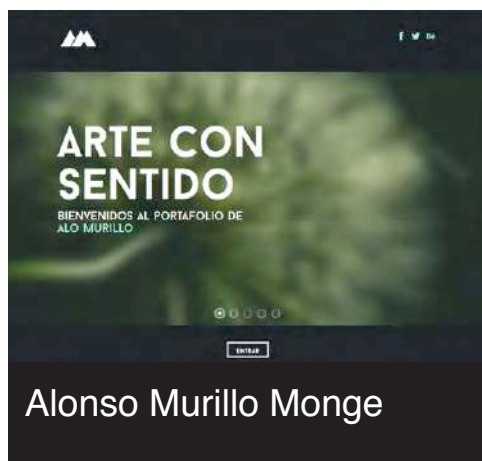 ARTE CON
SENTIDO
BIENVENIDOS AL PORTAFOLIO DE
ALO MURILLO
ENTRAR
Alonso Murillo Monge